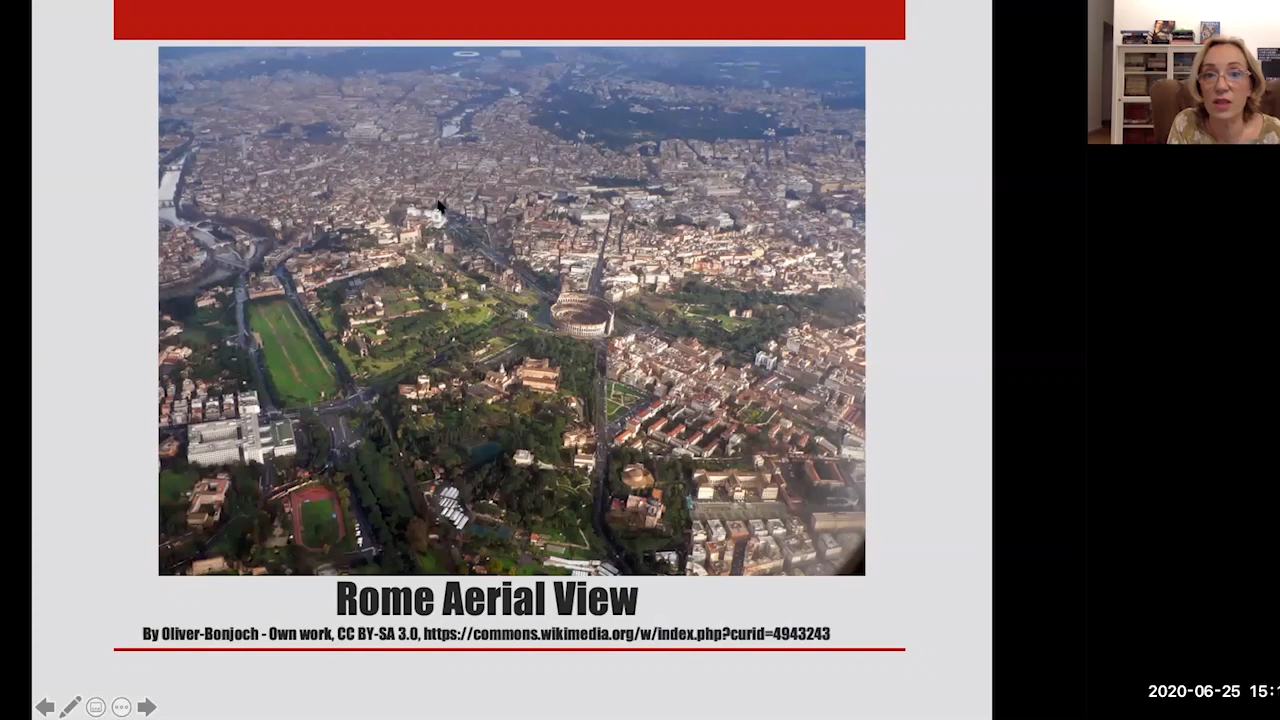 Rome Aerial View
By Oliver-Bonjoch - Own work, CC BY-SA 3.0, https://commons.wikimedia.org/w/index.php?curid=4943243
2020-06-25 15:1